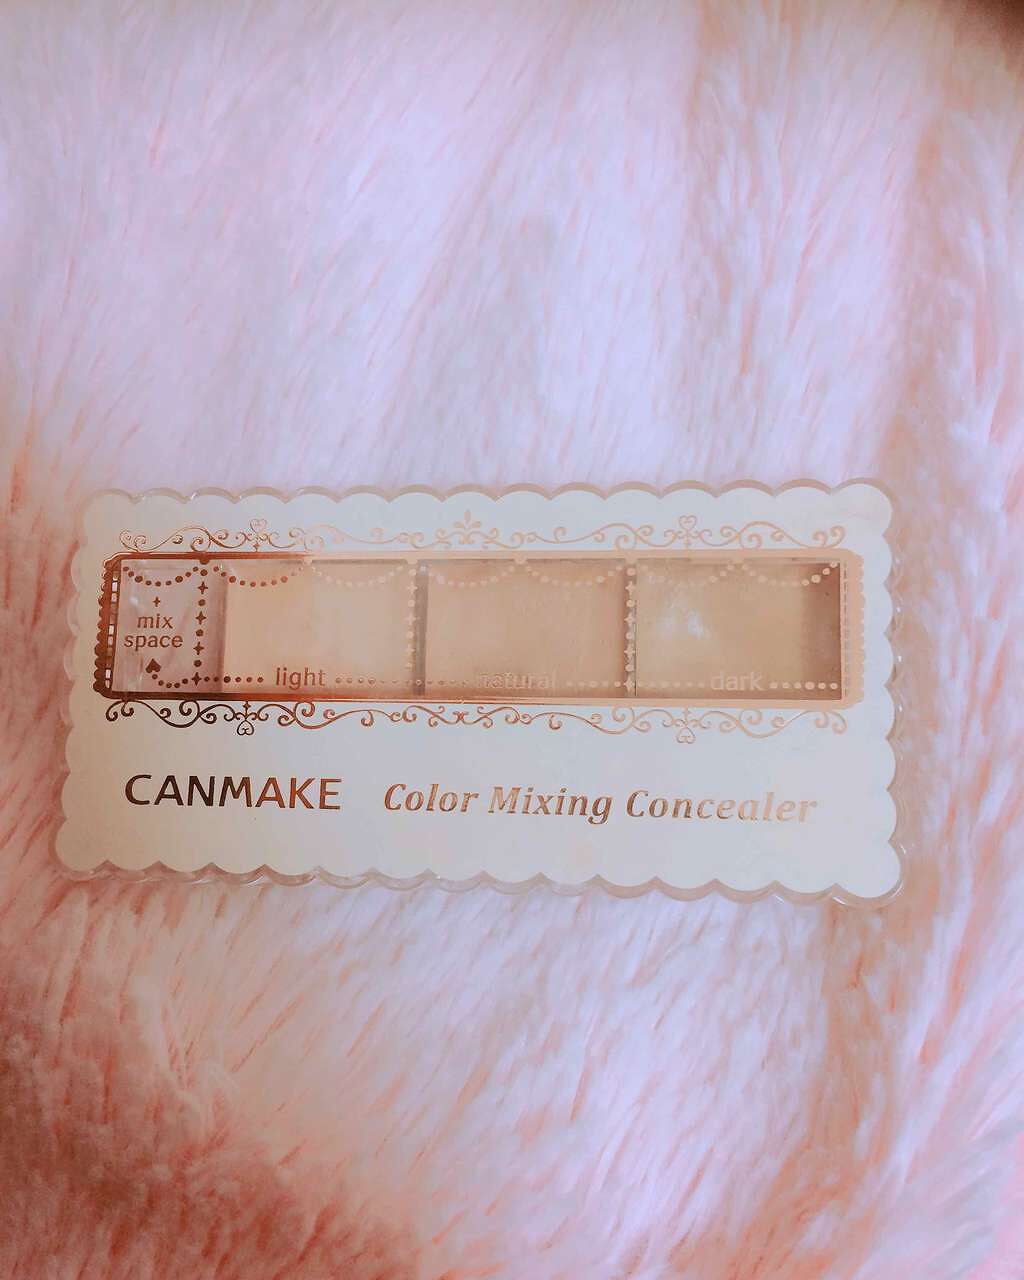 mix
space
light
natural
dark
CANMAKE Color Mixing Concealer